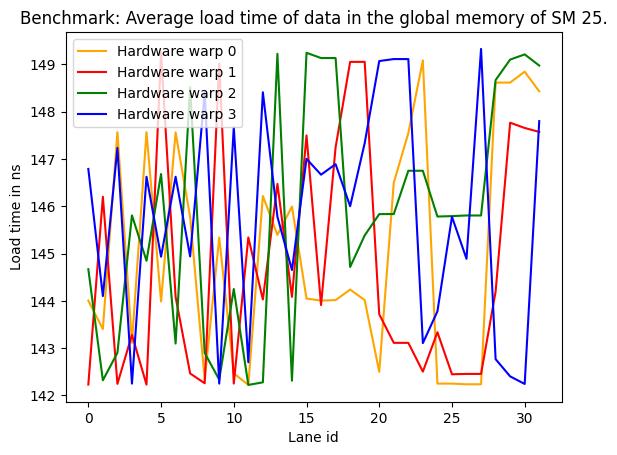 Benchmark: Average load time of data in the global memory of SM 25.
Hardware warp 0
Hardware warp 1
Hardware warp 2
Hardware warp 3
149
148
147
146
145
144
143
142
Load time in ns
0 5 10 15 20 25 30
Lane id